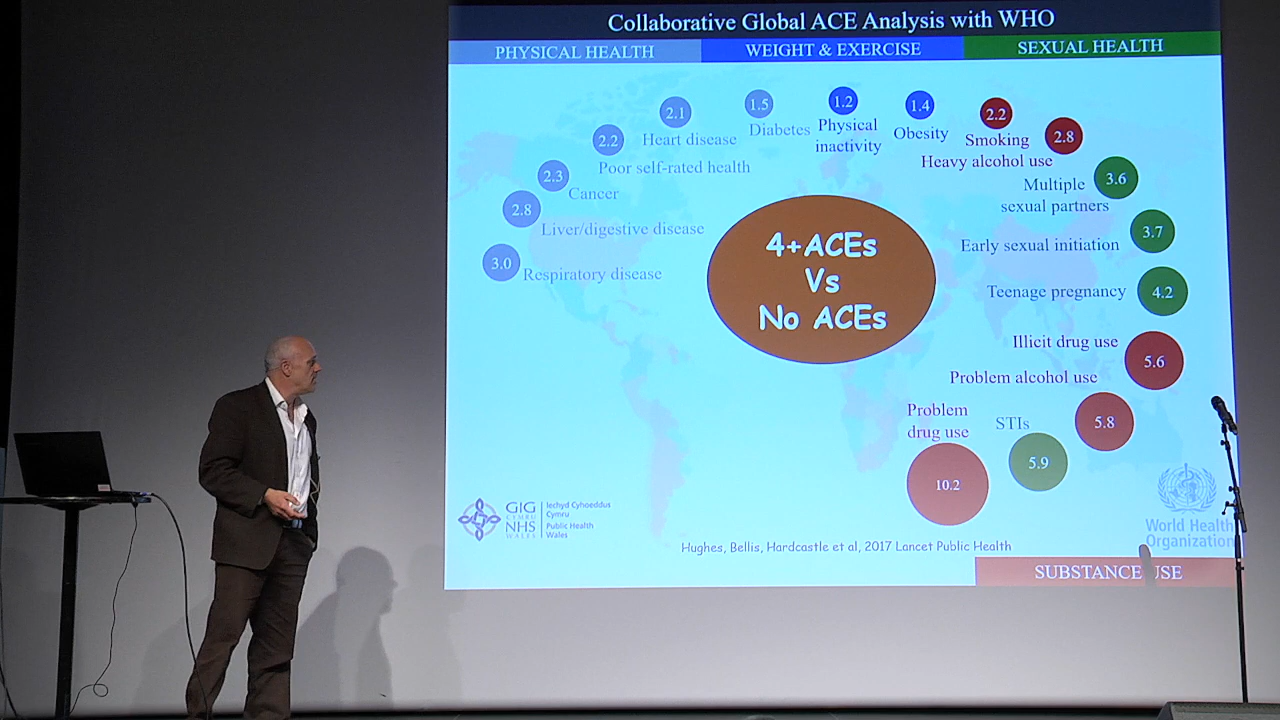 Collaborative Global ACE Analysis with WHO
PHYSICAL HEALTH
WEIGHT & EXERCISE
SEXUAL HEALTH
3.0
Respiratory disease
2.8
Liver/digestive disease
2.3
Cancer
2.2
Poor self-rated health
2.1
Heart disease
1.5
Diabetes
1.2
Physical
inactivity
1.4
Obesity
2.2
Smoking
2.8
Heavy alcohol use
3.6
Multiple
sexual partners
3.7
Early sexual initiation
4.2
Teenage pregnancy
5.6
Illicit drug use
5.8
Problem alcohol use
5.9
STIs
10.2
Problem
drug use
4+ACEs
Vs
No ACEs
GIG
CYMRU
NHS
WALES
Iechyd Cyhoeddus
Cymru
Public Health
Wales
Hughes, Bellis, Hardcastle et al, 2017 Lancet Public Health
World Health
Organization
SUBSTANCE USE